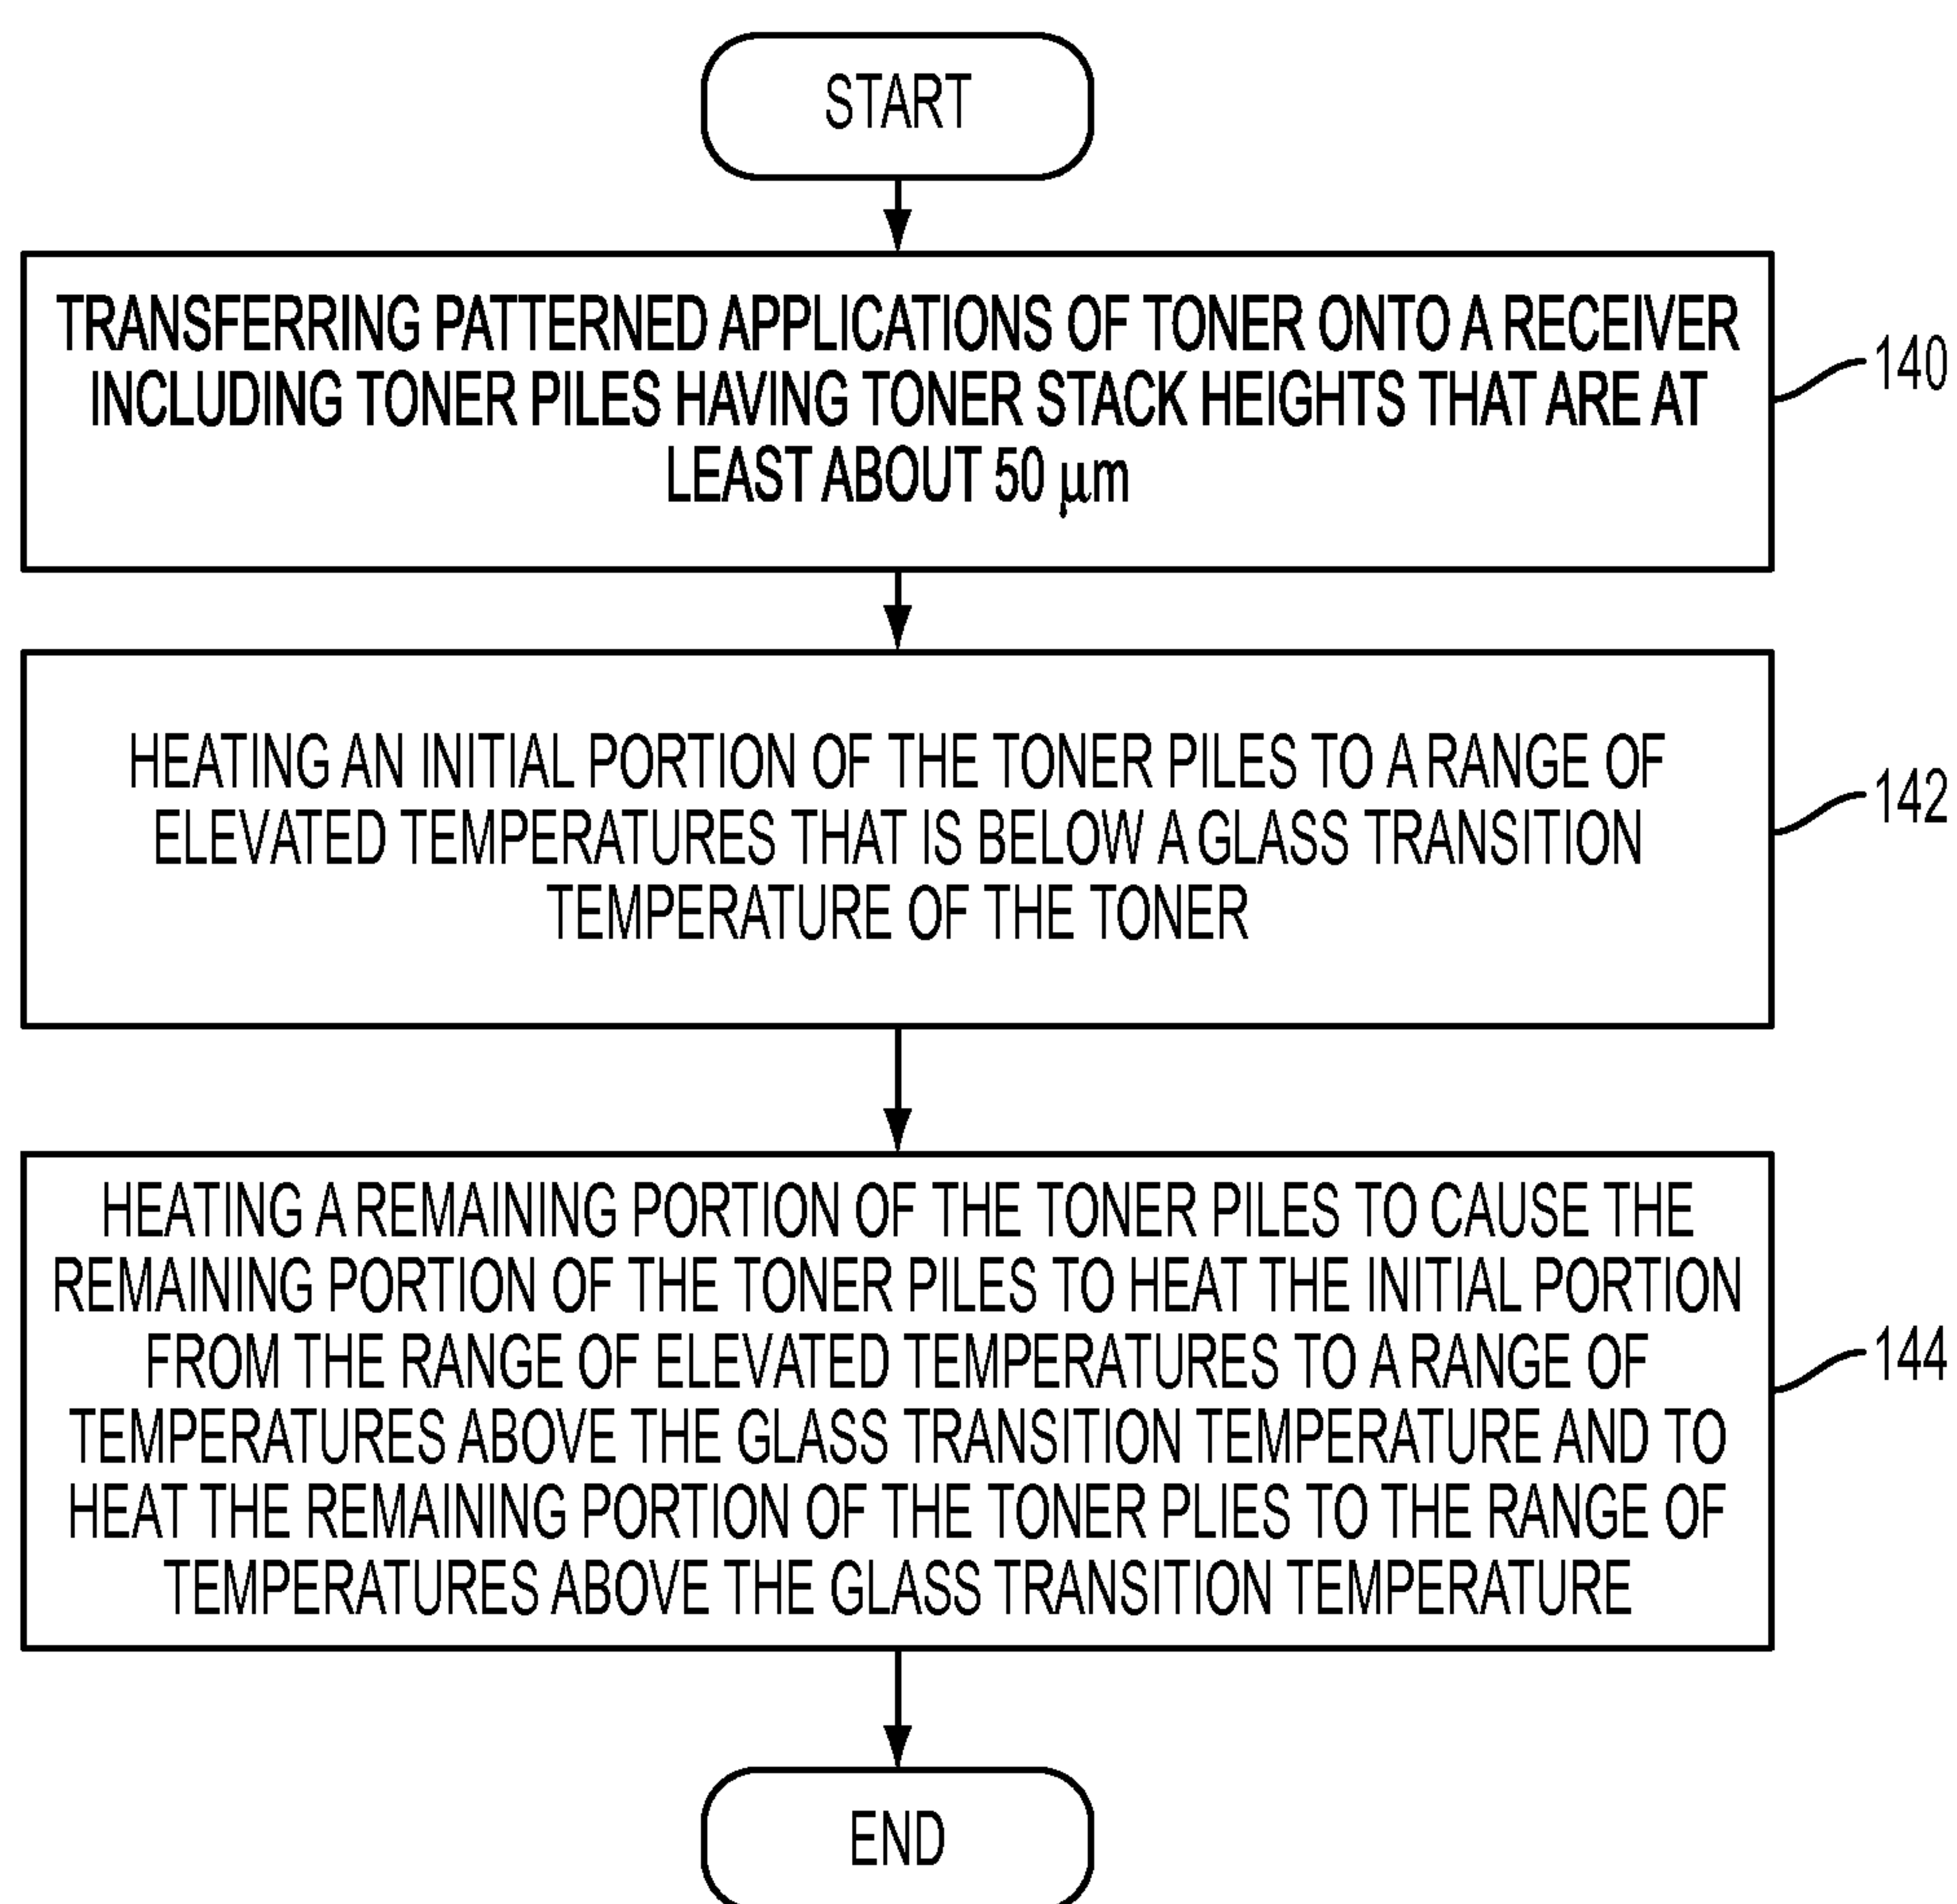 START
TRANSFERRING PATTERNED APPLICATIONS OF TONER ONTO A RECEIVER
INCLUDING TONER PILES HAVING TONER STACK HEIGHTS THAT ARE AT
LEAST ABOUT 50 µm
140
HEATING AN INITIAL PORTION OF THE TONER PILES TO A RANGE OF
ELEVATED TEMPERATURES THAT IS BELOW A GLASS TRANSITION
TEMPERATURE OF THE TONER
142
HEATING A REMAINING PORTION OF THE TONER PILES TO CAUSE THE
REMAINING PORTION OF THE TONER PILES TO HEAT THE INITIAL PORTION
FROM THE RANGE OF ELEVATED TEMPERATURES TO A RANGE OF
TEMPERATURES ABOVE THE GLASS TRANSITION TEMPERATURE AND TO
HEAT THE REMAINING PORTION OF THE TONER PLIES TO THE RANGE OF
TEMPERATURES ABOVE THE GLASS TRANSITION TEMPERATURE
144
END